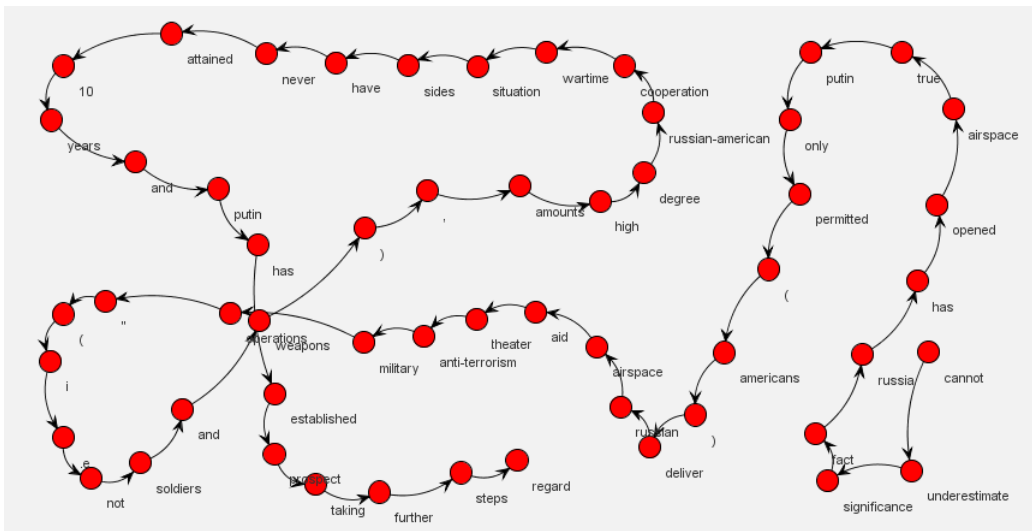 cannot
underestimate
significance
fact
russia
has
opened
airspace
true
putin
only
permitted
(
americans
)
deliver
russian
airspace
aid
theater
anti-terrorism
military
operations
"
(
i
.e
not
soldiers
and
weapons
)
,
amounts
high
degree
russian-american
cooperation
wartime
situation
sides
have
never
attained
10
years
and
putin
has
established
prospect
taking
further
steps
regard